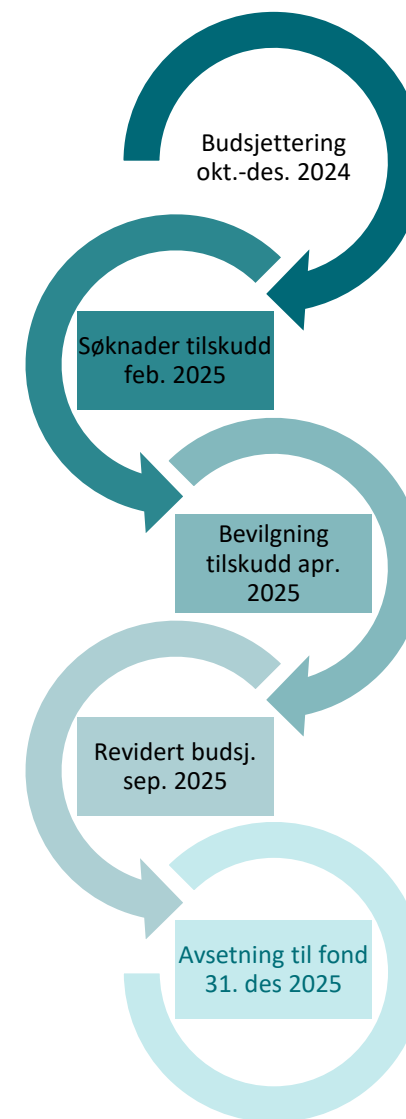 Budsjettering
okt.-des. 2024
Søknader tilskudd
feb. 2025
Bevilgning
tilskudd apr.
2025
Revidert budsj.
sep. 2025
Avsetning til fond
31. des 2025